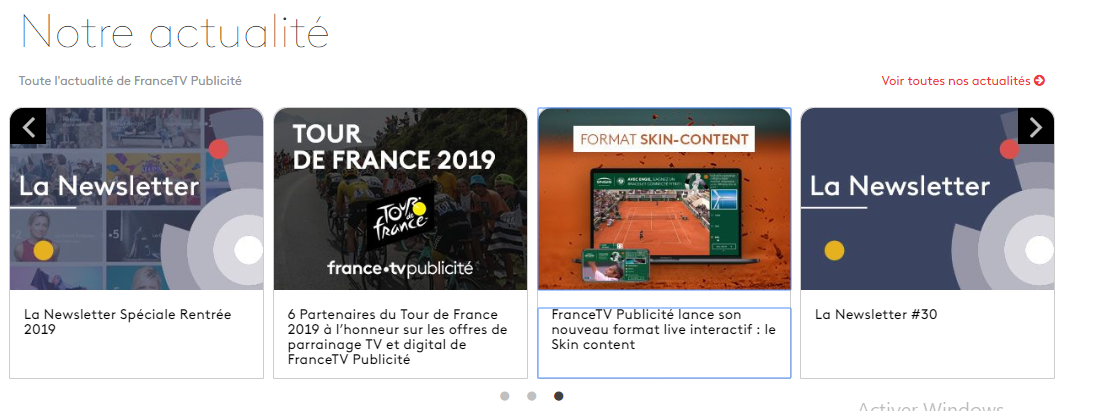 Notre actualité
Toute l'actualité de FranceTV Publicité
Voir toutes nos actualités
La Newsletter
La Newsletter Spéciale Rentrée
2019
TOUR
DE FRANCE 2019
TOUR
de
france
france•tvpublicité
6 Partenaires du Tour de France
2019 à l’honneur sur les offres de
parrainage TV et digital de
FranceTV Publicité
FORMAT SKIN-CONTENT
FranceTV Publicité lance son
nouveau format live interactif : le
Skin content
La Newsletter
La Newsletter #30
Activer Windows